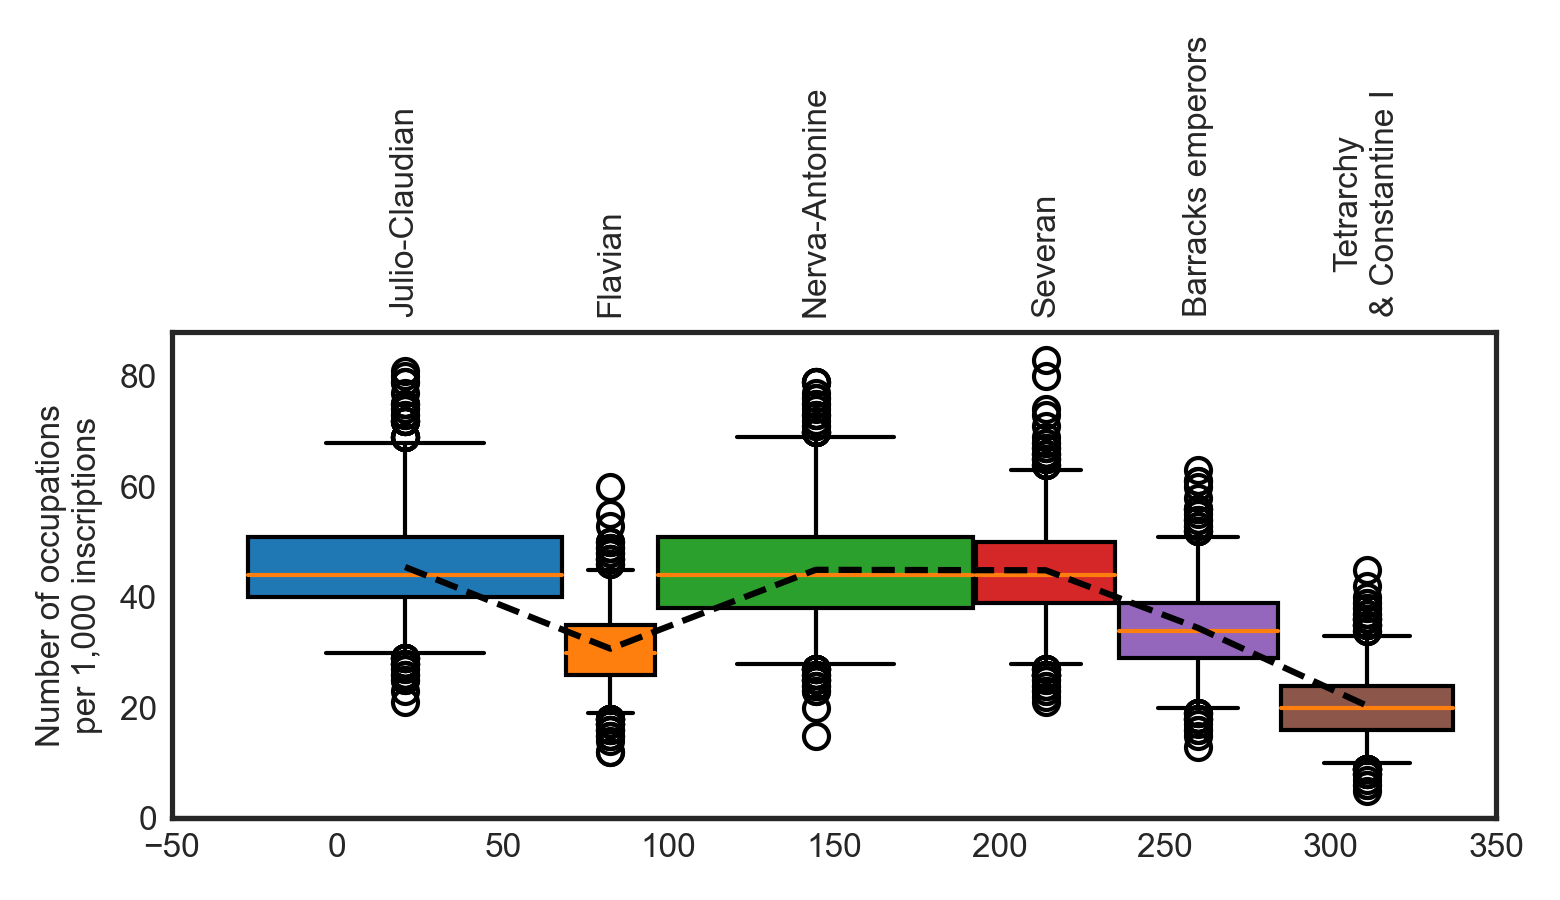 Julio-Claudian
Flavian
Nerva-Antonine
Severan
Barracks emperors
Tetrarchy
& Constantine I
Number of occupations
per 1,000 inscriptions
80
60
40
20
0
−50
0
50
100
150
200
250
300
350